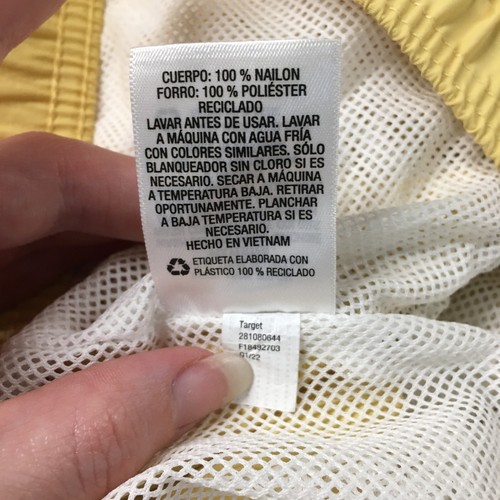 CUERPO: 100 % NAILON
FORRO: 100 % POLIÉSTER
RECICLADO
LAVAR ANTES DE USAR. LAVAR
A MÁQUINA CON AGUA FRÍA
CON COLORES SIMILARES. SÓLO
BLANQUEADOR SIN CLORO SI ES
NECESARIO. SECAR A MÁQUINA
A TEMPERATURA BAJA. RETIRAR
OPORTUNAMENTE. PLANCHAR
A BAJA TEMPERATURA SI ES
NECESARIO.
HECHO EN VIETNAM
ETIQUETA ELABORADA CON
PLÁSTICO 100 % RECICLADO
Target
281080644
F18492703
01/22